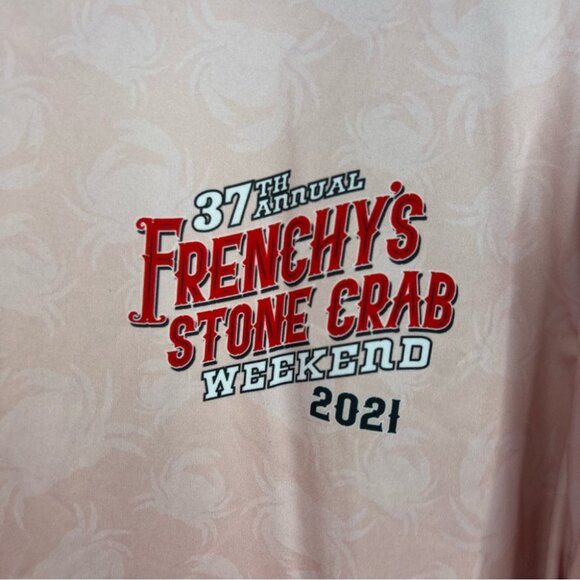 37TH ANNUAL
FRENCHY'S
STONE CRAB
WEEKEND
2021